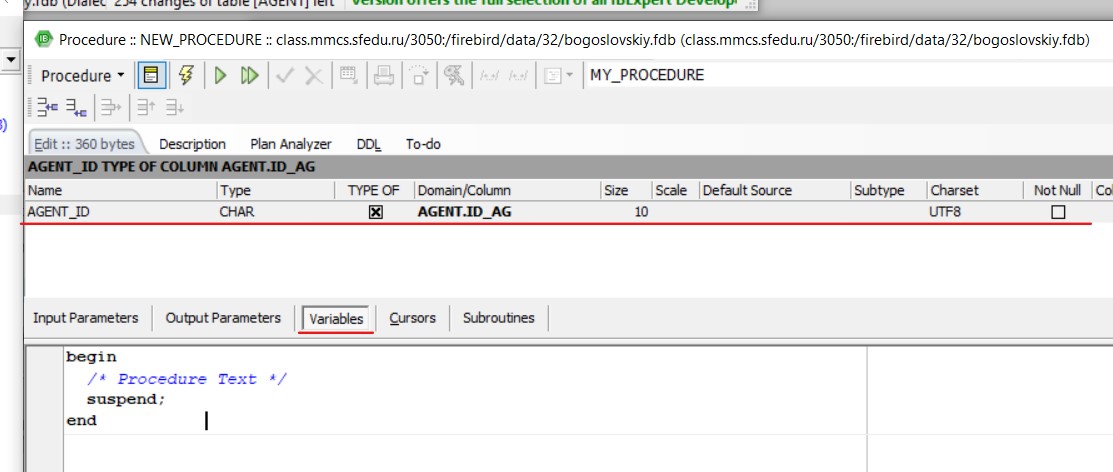 y.fdb (Dialec 254 changes of table [AGENT] left
version offers the full selection of all IBExpert Develop
Procedure :: NEW_PROCEDURE :: class.mmcs.sfedu.ru/3050:/firebird/data/32/bogoslovskiy.fdb (class.mmcs.sfedu.ru/3050:/firebird/data/32/bogoslovskiy.fdb)
Procedure MY_PROCEDURE
Edit :: 360 bytes Description Plan Analyzer DDL To-do
AGENT_ID TYPE OF COLUMN AGENT.ID_AG
Name Type TYPE OF Domain/Column Size Scale Default Source Subtype Charset Not Null Co
AGENT_ID CHAR AGENT.ID_AG 10 UTF8
Input Parameters Output Parameters Variables Cursors Subroutines
begin
/* Procedure Text */
suspend;
end